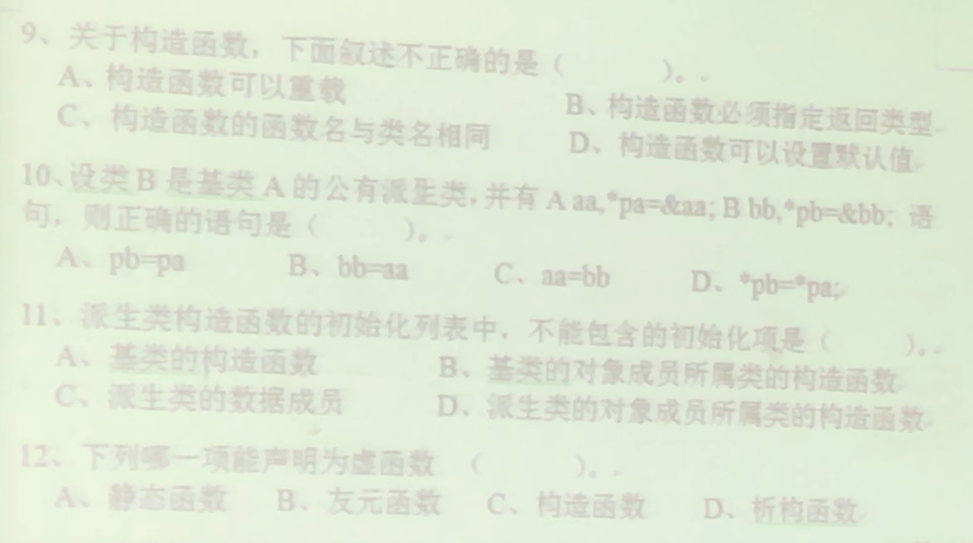 9、关于构造函数，下面叙述不正确的是（ ）。
A、构造函数可以重载 B、构造函数必须指定返回类型
C、构造函数的函数名与类名相同 D、构造函数可以设置默认值
10、设类 B 是基类 A 的公有派生类，并有 A aa,*pa=&aa; B bb,*pb=&bb; 语
句，则正确的语句是（ ）。
A、pb=pa B、bb=aa C、aa=bb D、*pb=*pa;
11、派生类构造函数的初始化列表中，不能包含的初始化项是（ ）。
A、基类的构造函数 B、基类的对象成员所属类的构造函数
C、派生类的数据成员 D、派生类的对象成员所属类的构造函数
12、下列哪一项能声明为虚函数 （ ）。
A、静态函数 B、友元函数 C、构造函数 D、析构函数